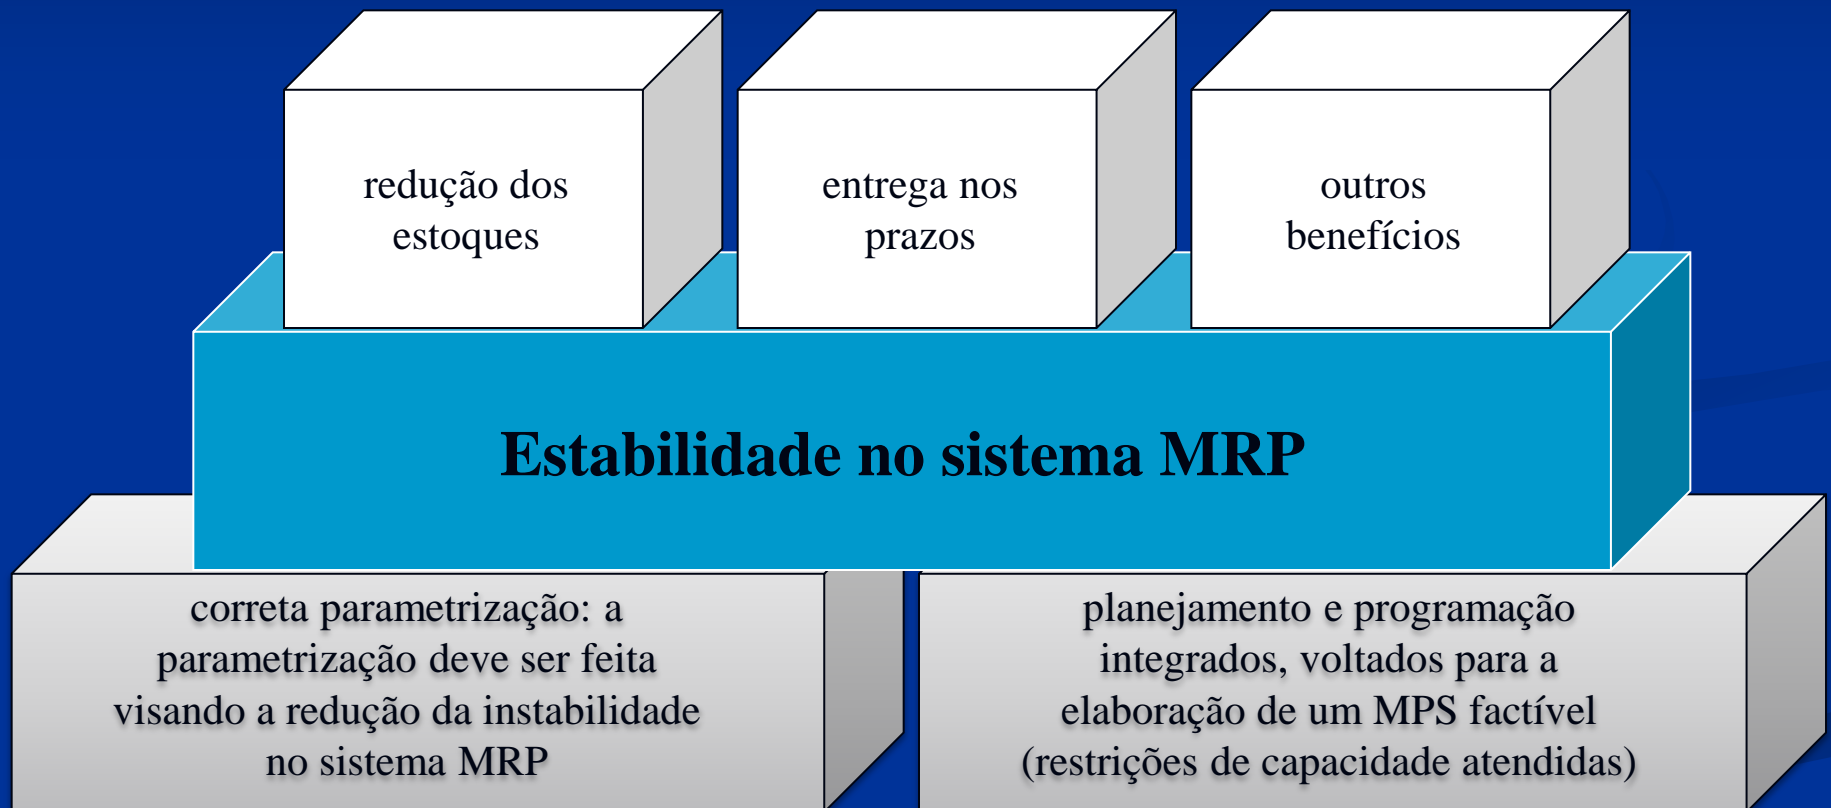 redução dos
estoques
entrega nos
prazos
outros
benefícios
Estabilidade no sistema MRP
correta parametrização: a
parametrização deve ser feita
visando a redução da instabilidade
no sistema MRP
planejamento e programação
integrados, voltados para a
elaboração de um MPS factível
(restrições de capacidade atendidas)